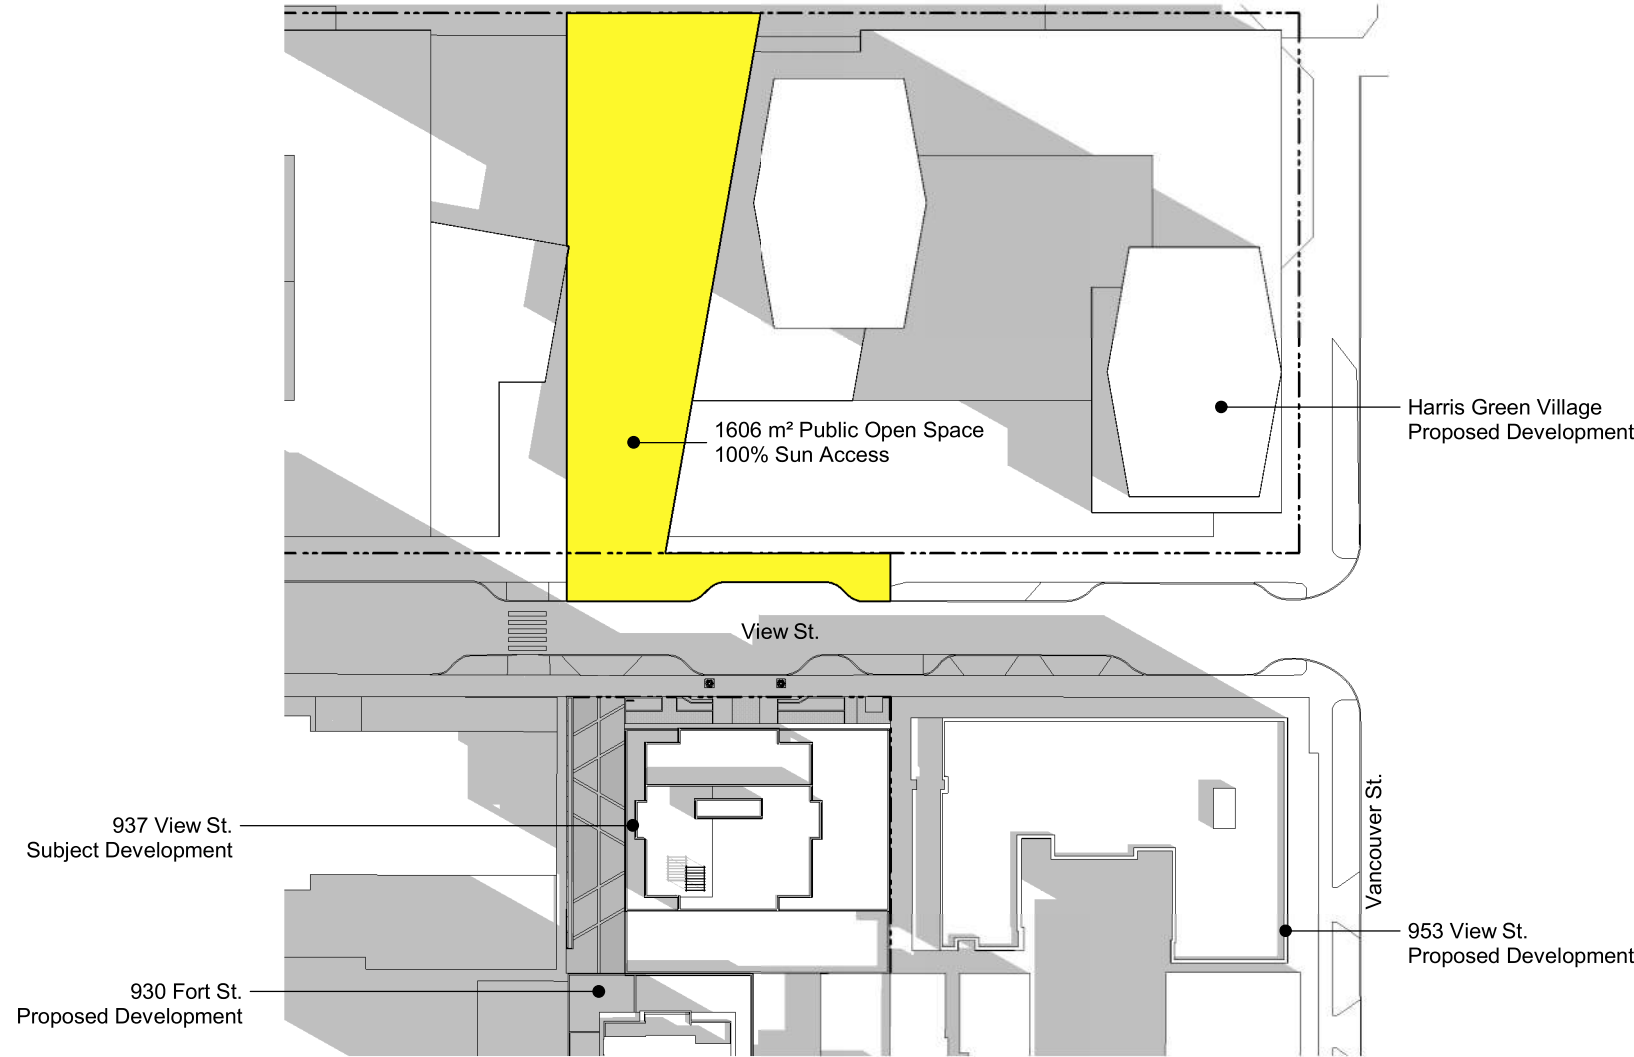 Harris Green Village
Proposed Development
1606 m² Public Open Space
100% Sun Access
View St.
Vancouver St.
937 View St.
Subject Development
953 View St.
Proposed Development
930 Fort St.
Proposed Development